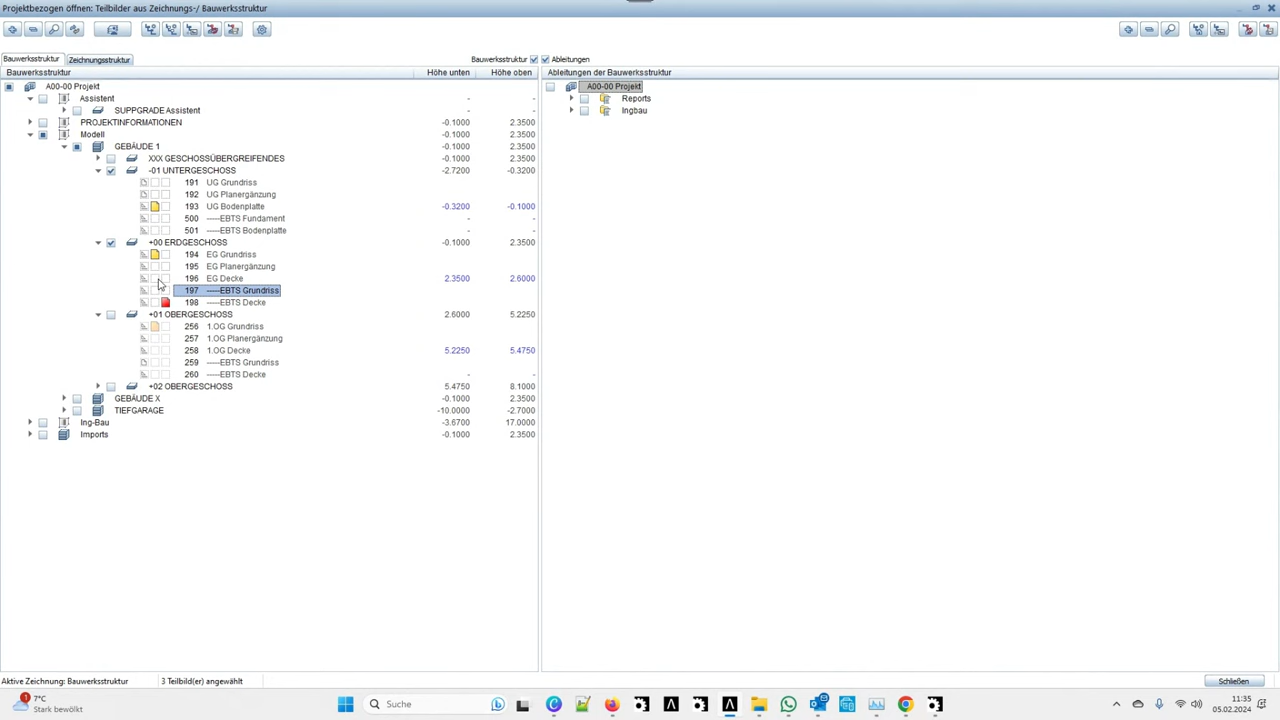 Projektbezogen öffnen: Teilbilder aus Zeichnungs-/ Bauwerksstruktur
Bauwerksstruktur Zeichnungsstruktur Bauwerksstruktur Ableitungen
Bauwerksstruktur Höhe unten Höhe oben Ableitungen der Bauwerksstruktur
A00-00 Projekt A00-00 Projekt
Assistent - - Reports
SUPPGRADE Assistent - - Ingbau
PROJEKTINFORMATIONEN -0.1000 2.3500
Modell -0.1000 2.3500
GEBÄUDE 1 -0.1000 2.3500
XXX GESCHOSSÜBERGREIFENDES -0.1000 2.3500
-01 UNTERGESCHOSS -2.7200 -0.3200
191 UG Grundriss
192 UG Planergänzung
193 UG Bodenplatte -0.3200 -0.1000
500 -----EBTS Fundament - -
501 -----EBTS Bodenplatte - -
+00 ERDGESCHOSS -0.1000 2.3500
194 EG Grundriss
195 EG Planergänzung
196 EG Decke 2.3500 2.6000
197 -----EBTS Grundriss
198 -----EBTS Decke
+01 OBERGESCHOSS 2.6000 5.2250
256 1.OG Grundriss
257 1.OG Planergänzung
258 1.OG Decke 5.2250 5.4750
259 -----EBTS Grundriss
260 -----EBTS Decke - -
+02 OBERGESCHOSS 5.4750 8.1000
GEBÄUDE X -0.1000 2.3500
TIEFGARAGE -10.0000 -2.7000
Ing-Bau -3.6700 17.0000
Imports -0.1000 2.3500
Aktive Zeichnung: Bauwerksstruktur 3 Teilbild(er) angewählt Schließen
1 7°C Stark bewölkt Suche 11:35
05.02.2024